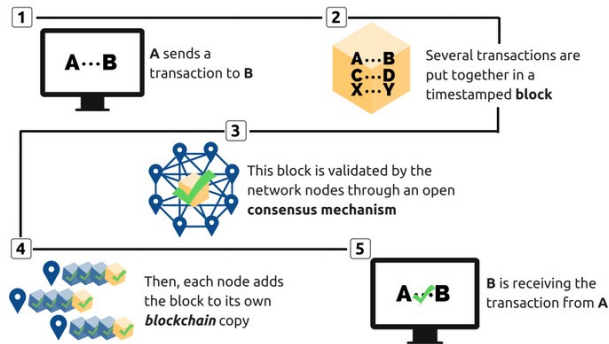 1
A···B
A sends a
transaction to B
2
A···B
C···D
X···Y
Several transactions are
put together in a
timestamped block
3
This block is validated by the
network nodes through an open
consensus mechanism
4
Then, each node adds
the block to its own
blockchain copy
5
A···B
B is receiving the
transaction from A